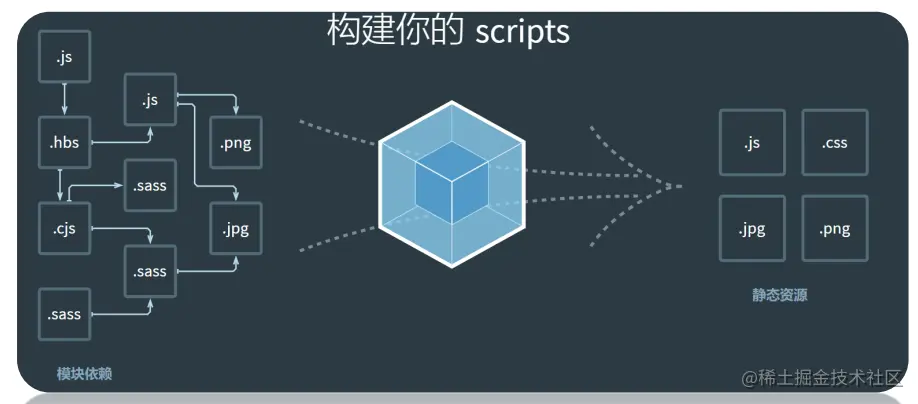 构建你的 scripts
.js
.js
.hbs
.png
.sass
.cjs
.jpg
.sass
.sass
模块依赖
.js
.css
.jpg
.png
静态资源
@稀土掘金技术社区